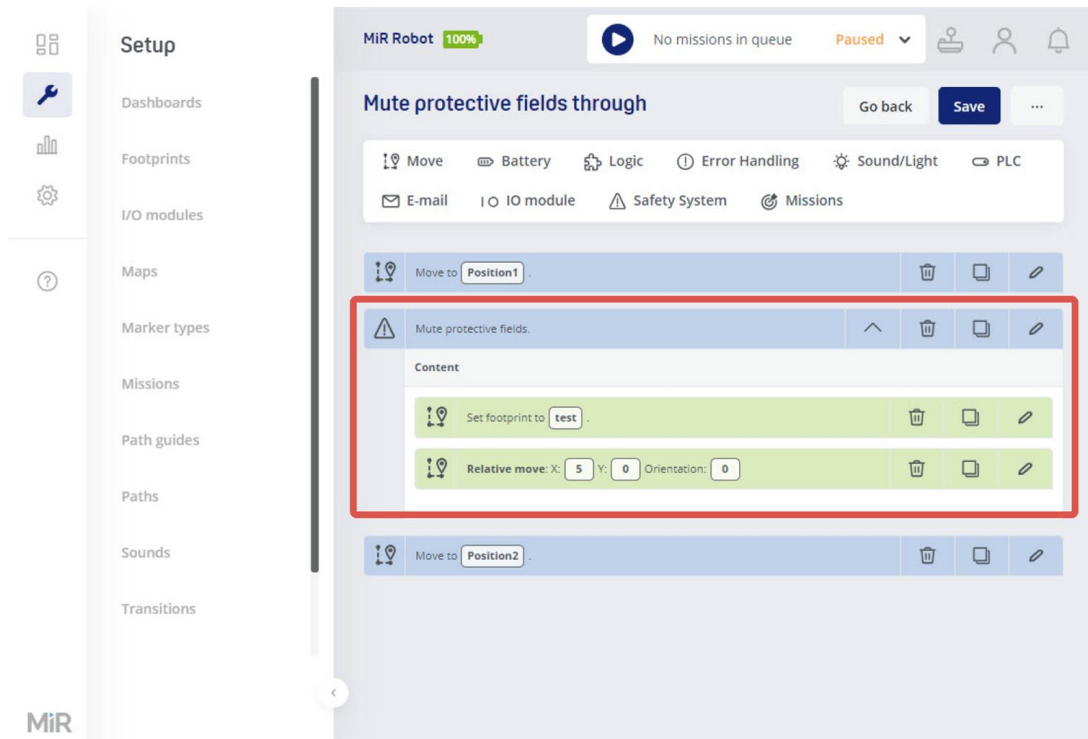 Setup
Dashboards
Footprints
I/O modules
Maps
Marker types
Missions
Path guides
Paths
Sounds
Transitions
MiR
MiR Robot 100%
No missions in queue Paused
Mute protective fields through
Go back Save ...
Move Battery Logic Error Handling Sound/Light PLC
E-mail IO module Safety System Missions
Move to Position1 .
Mute protective fields.
Content
Set footprint to test .
Relative move: X: 5 Y: 0 Orientation: 0
Move to Position2 .